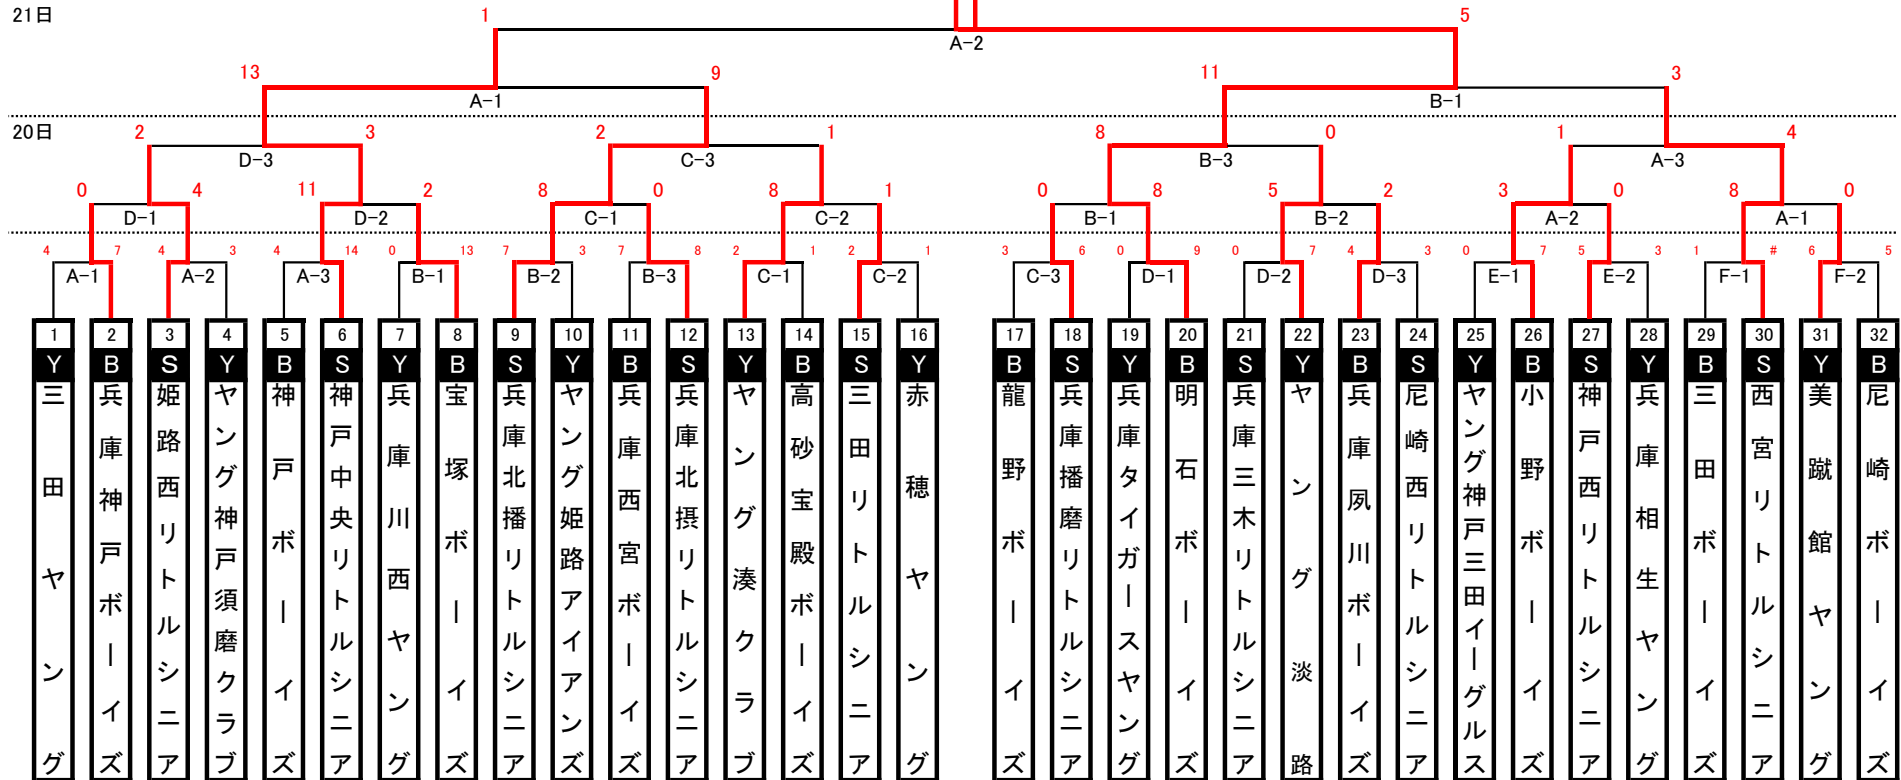 21日
1 5
A-2
13 9 11 3
A-1 B-1
20日
2 3 2 1 8 0 1 4
D-3 C-3 B-3 A-3
0 4 11 2 8 0 8 1 0 8 5 2 3 0 8 0
D-1 D-2 C-1 C-2 B-1 B-2 A-2 A-1
4 7 4 3 4 14 0 13 7 3 7 8 2 1 2 1 3 6 0 9 0 7 4 3 0 7 5 3 1 # 6 5
A-1 A-2 A-3 B-1 B-2 B-3 C-1 C-2 C-3 D-1 D-2 D-3 E-1 E-2 F-1 F-2
1 Y 三田ヤング
2 B 兵庫神戸ボーイズ
3 S 姫路西リトルシニア
4 Y ヤング神戸須磨クラブ
5 B 神戸ボーイズ
6 S 神戸中央リトルシニア
7 Y 兵庫川西ヤング
8 B 宝塚ボーイズ
9 S 兵庫北播リトルシニア
10 Y ヤング姫路アイアンズ
11 B 兵庫西宮ボーイズ
12 S 兵庫北摂リトルシニア
13 Y ヤング湊クラブ
14 B 高砂宝殿ボーイズ
15 S 三田リトルシニア
16 Y 赤穂ヤング
17 B 龍野ボーイズ
18 S 兵庫播磨リトルシニア
19 Y 兵庫タイガースヤング
20 B 明石ボーイズ
21 S 兵庫三木リトルシニア
22 Y ヤング淡路
23 B 兵庫夙川ボーイズ
24 S 尼崎西リトルシニア
25 Y ヤング神戸三田イーグルス
26 B 小野ボーイズ
27 S 神戸西リトルシニア
28 Y 兵庫相生ヤング
29 B 三田ボーイズ
30 S 西宮リトルシニア
31 Y 美蹴館ヤング
32 B 尼崎ボーイズ